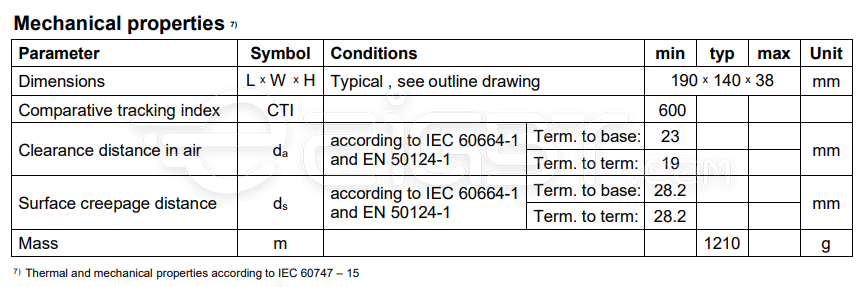 Mechanical properties 7)
Parameter Symbol Conditions min typ max Unit
Dimensions L x W x H Typical , see outline drawing 190 x 140 x 38 mm
Comparative tracking index CTI 600
Clearance distance in air da according to IEC 60664-1 and EN 50124-1 Term. to base: 23 mm
Term. to term: 19
Surface creepage distance ds according to IEC 60664-1 and EN 50124-1 Term. to base: 28.2 mm
Term. to term: 28.2
Mass m 1210 g
7) Thermal and mechanical properties according to IEC 60747 – 15